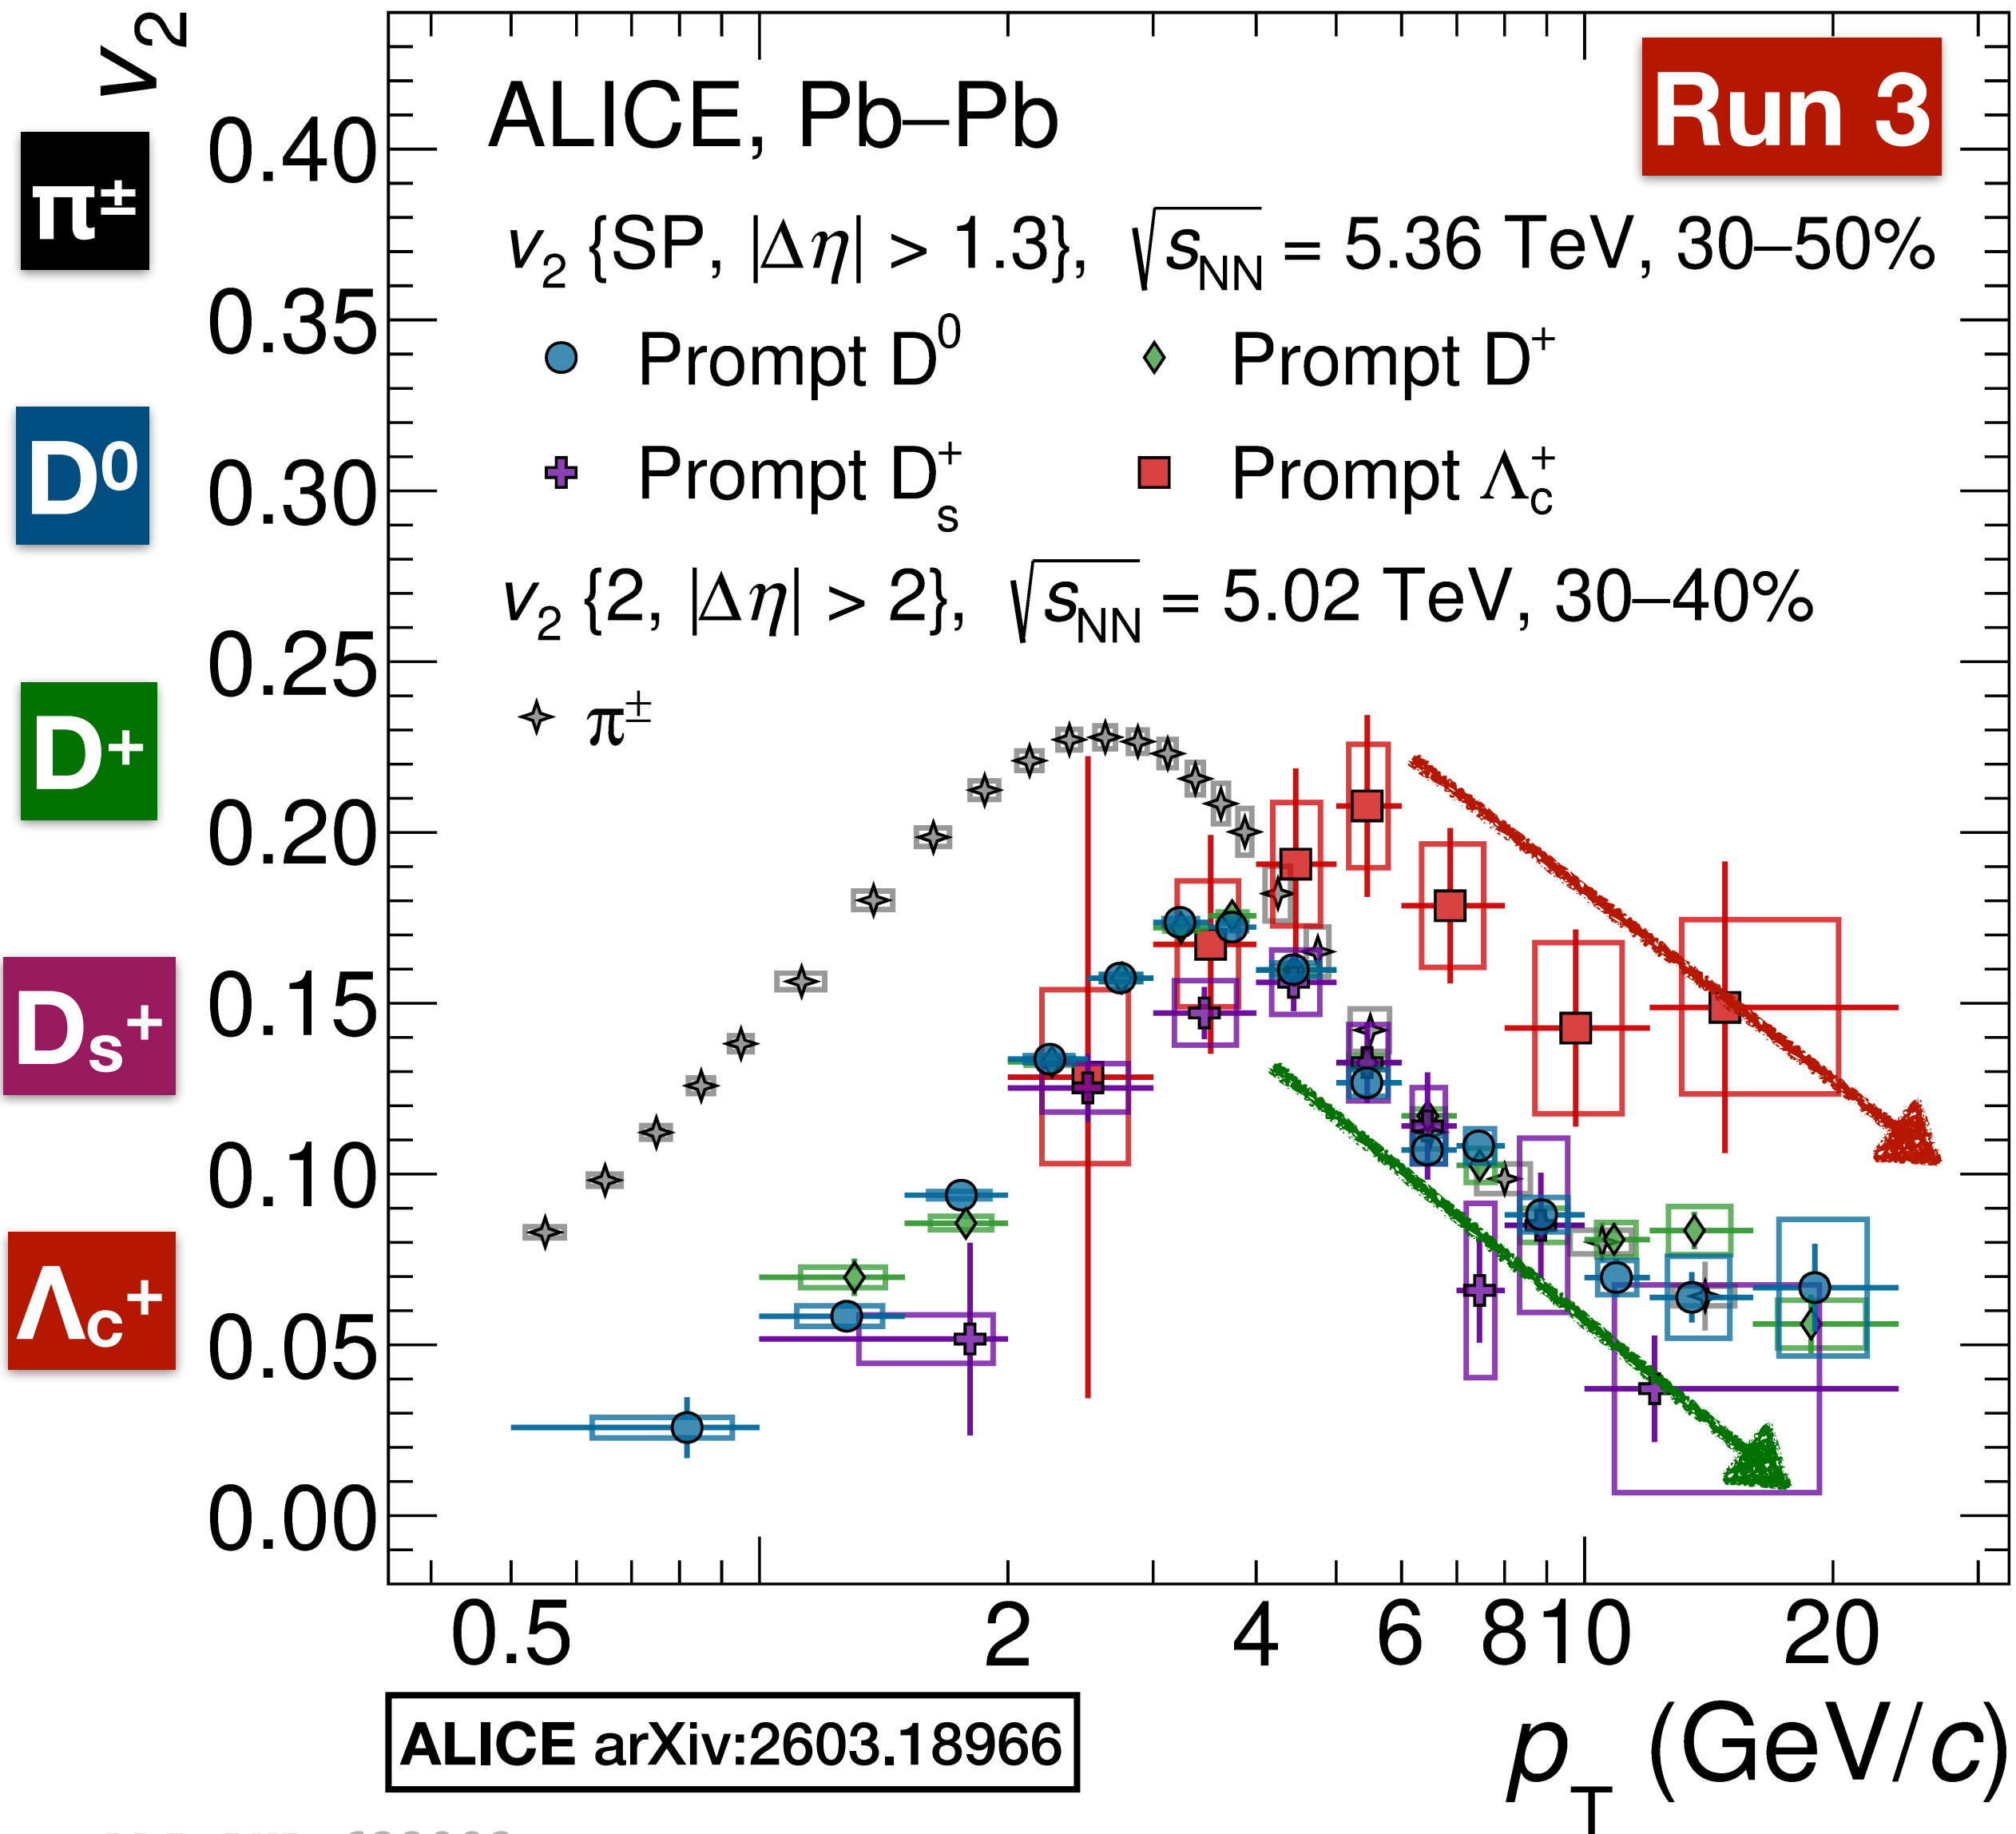 v₂
0.40
0.35
0.30
0.25
0.20
0.15
0.10
0.05
0.00
π±
D⁰
D⁺
Dₛ⁺
Λc⁺
ALICE, Pb–Pb
Run 3
v₂ {SP, |Δη| > 1.3}, √sNN = 5.36 TeV, 30–50%
Prompt D⁰ Prompt D⁺
Prompt Dₛ⁺ Prompt Λc⁺
v₂ {2, |Δη| > 2}, √sNN = 5.02 TeV, 30–40%
π±
0.5 2 4 6 8 10 20
pT (GeV/c)
ALICE arXiv:2603.18966